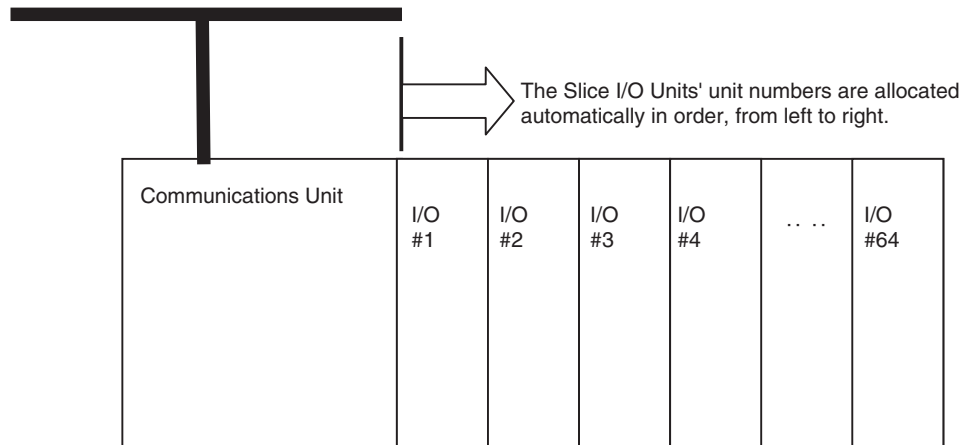 The Slice I/O Units' unit numbers are allocated
automatically in order, from left to right.
Communications Unit
I/O
#1
I/O
#2
I/O
#3
I/O
#4
.. ..
I/O
#64